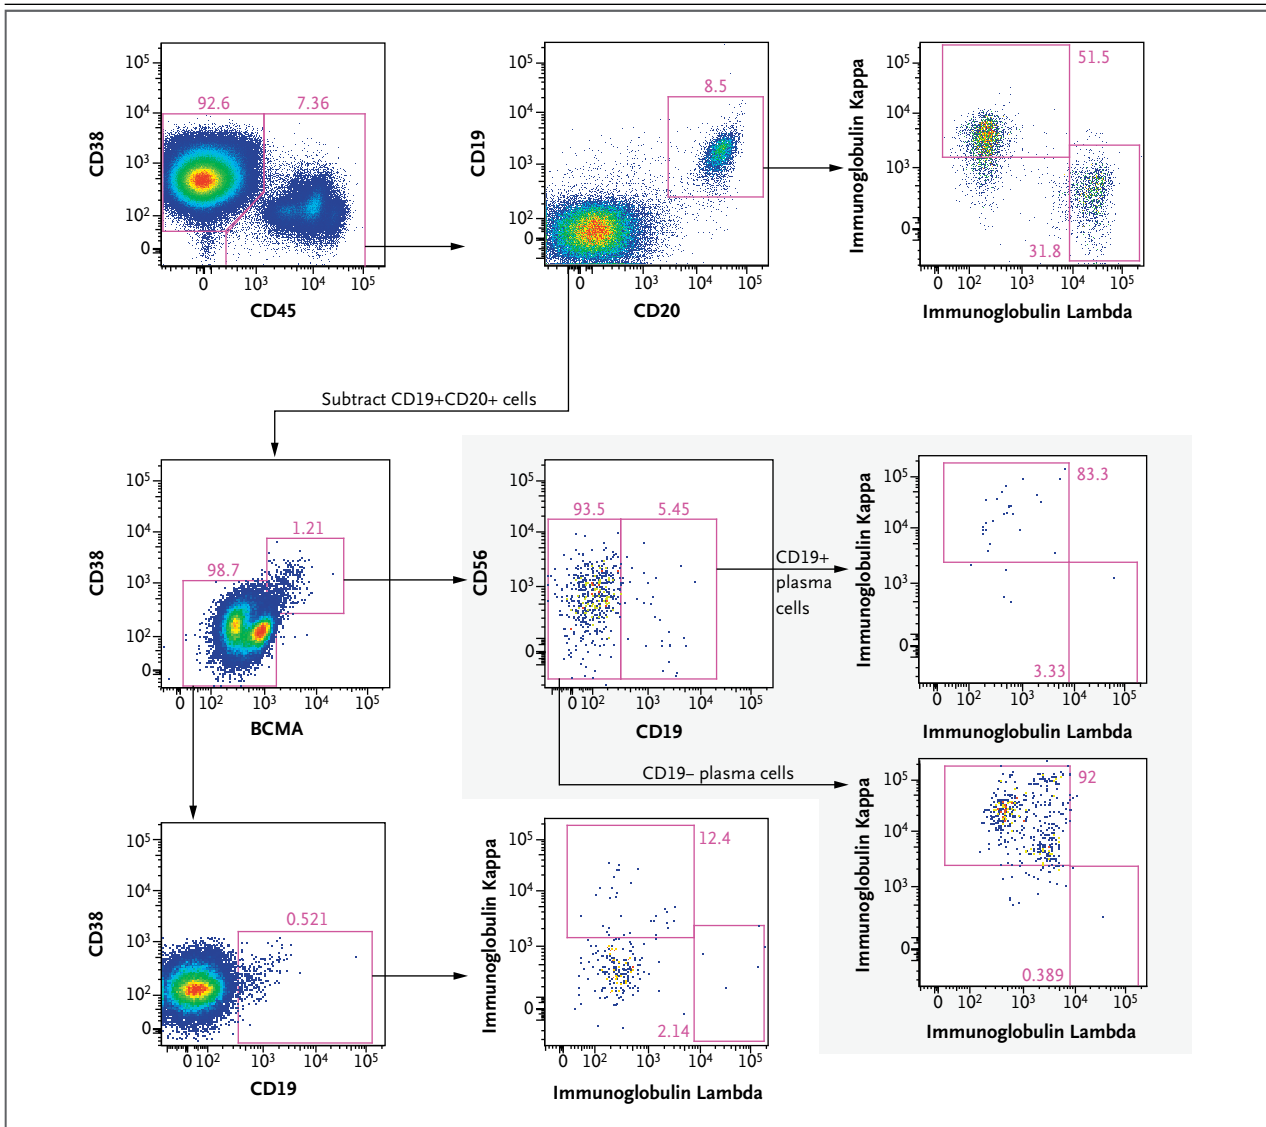 92.6 7.36
CD38
10⁵
10⁴
10³
10²
0
0 10³ 10⁴ 10⁵
CD45
8.5
CD19
10⁵
10⁴
10³
10²
0
0 10³ 10⁴ 10⁵
CD20
51.5
31.8
Immunoglobulin Kappa
10⁵
10⁴
10³
0
0 10² 10³ 10⁴ 10⁵
Immunoglobulin Lambda
Subtract CD19+CD20+ cells
1.21
98.7
CD38
10⁵
10⁴
10³
10²
0
0 10² 10³ 10⁴ 10⁵
BCMA
93.5 5.45
CD56
10⁵
10⁴
10³
0
0 10² 10³ 10⁴ 10⁵
CD19
CD19+
plasma
cells
83.3
3.33
Immunoglobulin Kappa
10⁵
10⁴
10³
0
0 10² 10³ 10⁴ 10⁵
Immunoglobulin Lambda
CD19– plasma cells
92
0.389
Immunoglobulin Kappa
10⁵
10⁴
10³
0
0 10² 10³ 10⁴ 10⁵
Immunoglobulin Lambda
0.521
CD38
10⁵
10⁴
10³
10²
0
0 10² 10³ 10⁴ 10⁵
CD19
12.4
2.14
Immunoglobulin Kappa
10⁵
10⁴
10³
0
0 10² 10³ 10⁴ 10⁵
Immunoglobulin Lambda